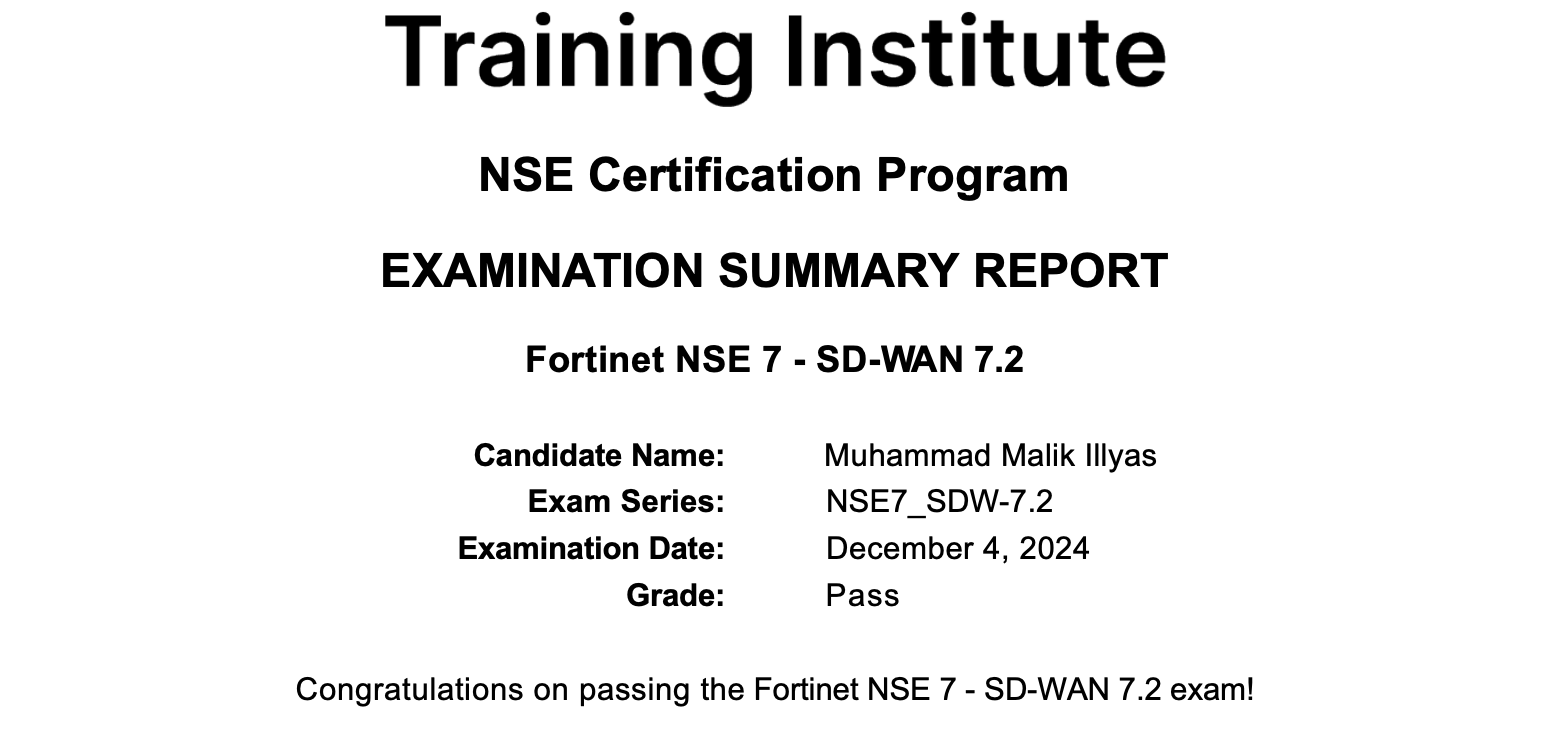 Training Institute
NSE Certification Program
EXAMINATION SUMMARY REPORT
Fortinet NSE 7 - SD-WAN 7.2
Candidate Name: Muhammad Malik Illyas
Exam Series: NSE7_SDW-7.2
Examination Date: December 4, 2024
Grade: Pass
Congratulations on passing the Fortinet NSE 7 - SD-WAN 7.2 exam!